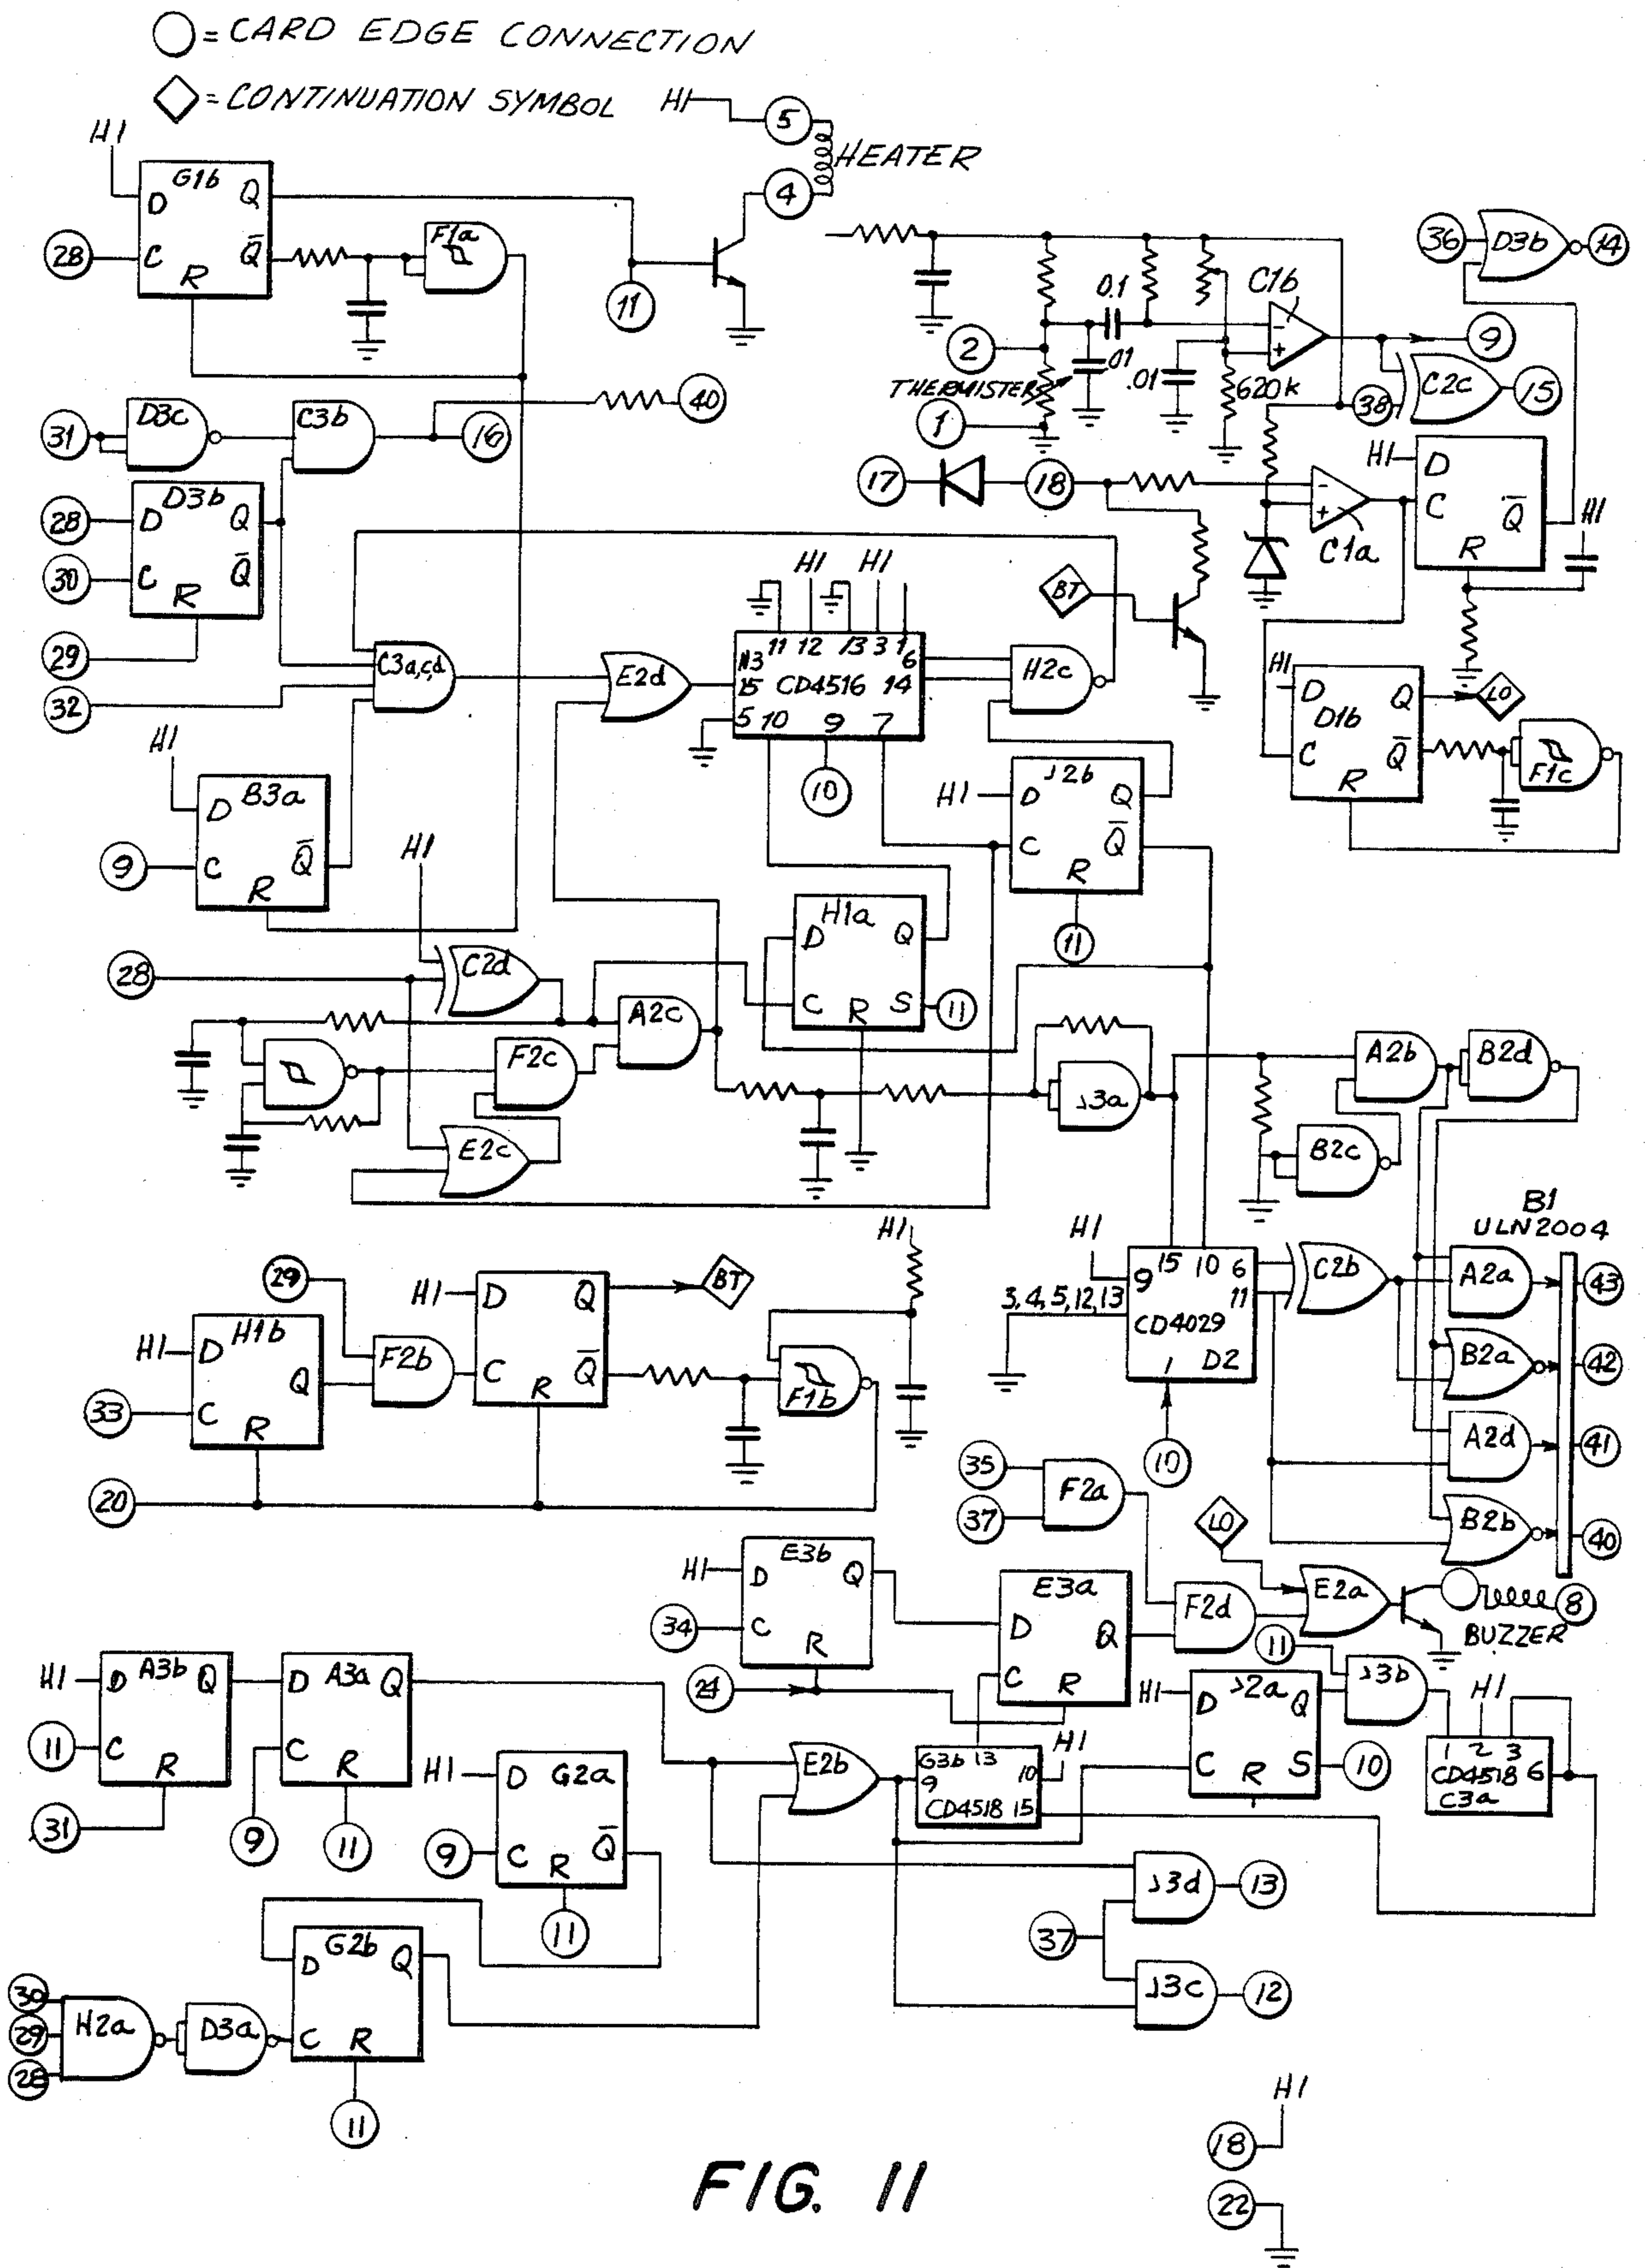 = CARD EDGE CONNECTION
= CONTINUATION SYMBOL
HI
5
HEATER
4
HI
G1b
D
Q
28
C
Q̅
R
F1a
11
36
D3b
14
0.1
C1b
-
+
2
.01
.01
THERMISTER
1
620K
9
C2c
38
15
31
D3c
C3b
40
16
17
18
-
+
C1a
HI
D
C
Q̅
R
HI
28
D3b
D
Q
30
C
Q̅
R
29
32
C3a,c,d
E2d
HI
HI
11 12 13 3 1
N3
6
15
CD4516
14
5 10 9 7
10
H2c
BT
HI
D
D1b
Q
LO
C
Q̅
R
F1c
HI
B3a
D
9
C
Q̅
R
HI
J2b
HI
D
Q
C
Q̅
R
11
H1a
D
Q
C
R
S
11
28
HI
C2d
A2c
F2c
E2c
J3a
A2b
B2d
B2c
B1
ULN2004
HI
15 10 6
9
11
3,4,5,12,13
CD4029
1
D2
10
C2b
A2a
43
B2a
42
A2d
41
B2b
40
HI
29
HI
D
Q
BT
H1b
HI
D
Q
F2b
C
Q̅
R
33
C
R
F1b
20
35
F2a
37
LO
E3b
HI
D
Q
34
C
R
21
E3a
D
Q
C
R
F2d
E2a
8
BUZZER
11
J3b
HI
A3b
D
Q
11
C
R
31
A3a
D
Q
C
R
9
11
HI
G2a
D
9
C
R
Q̅
11
E2b
G3b 13
HI
9
10
CD4518 15
HI
J2a
D
Q
C
R
S
10
HI
1 2 3
CD4518 6
C3a
J3d
13
37
J3c
12
G2b
D
Q
C
R
11
30
29
28
H2a
D3a
HI
18
22
FIG. 11